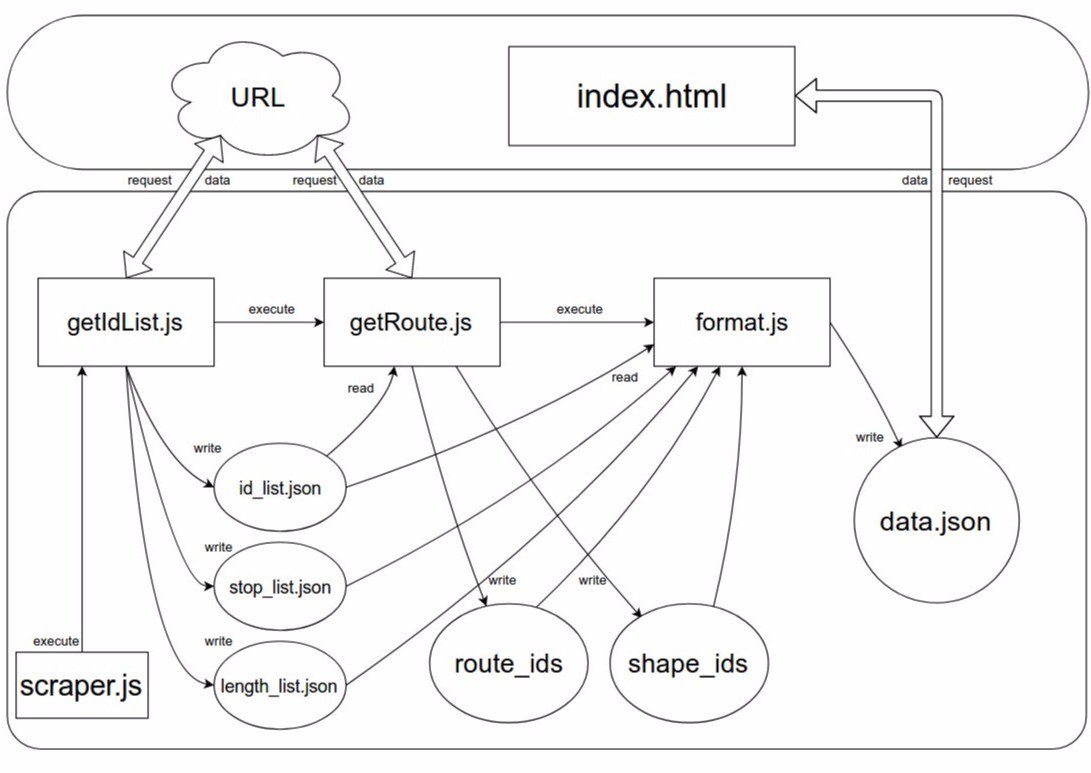 URL
index.html
request
data
request
data
data
request
getIdList.js
execute
getRoute.js
execute
format.js
read
read
write
write
id_list.json
data.json
write
stop_list.json
write
write
execute
write
route_ids
shape_ids
scraper.js
length_list.json